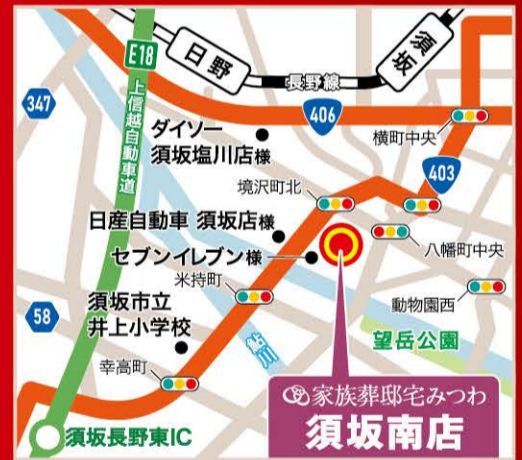 日野
須坂
長野線
E18
上信越自動車道
347
406
横町中央
ダイソー
須坂塩川店様
403
境沢町北
日産自動車 須坂店様
八幡町中央
セブンイレブン様
米持町
動物園西
須坂市立
井上小学校
58
望岳公園
鮎川
幸高町
家族葬邸宅みつわ
須坂南店
須坂長野東IC